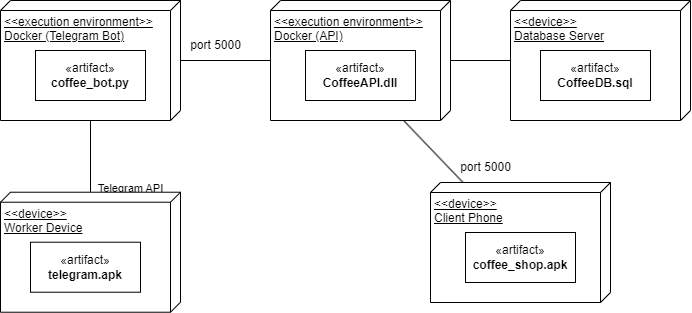 <<execution environment>>
Docker (Telegram Bot)
«artifact»
coffee_bot.py
port 5000
<<execution environment>>
Docker (API)
«artifact»
CoffeeAPI.dll
<<device>>
Database Server
«artifact»
CoffeeDB.sql
port 5000
Telegram API
<<device>>
Worker Device
«artifact»
telegram.apk
<<device>>
Client Phone
«artifact»
coffee_shop.apk